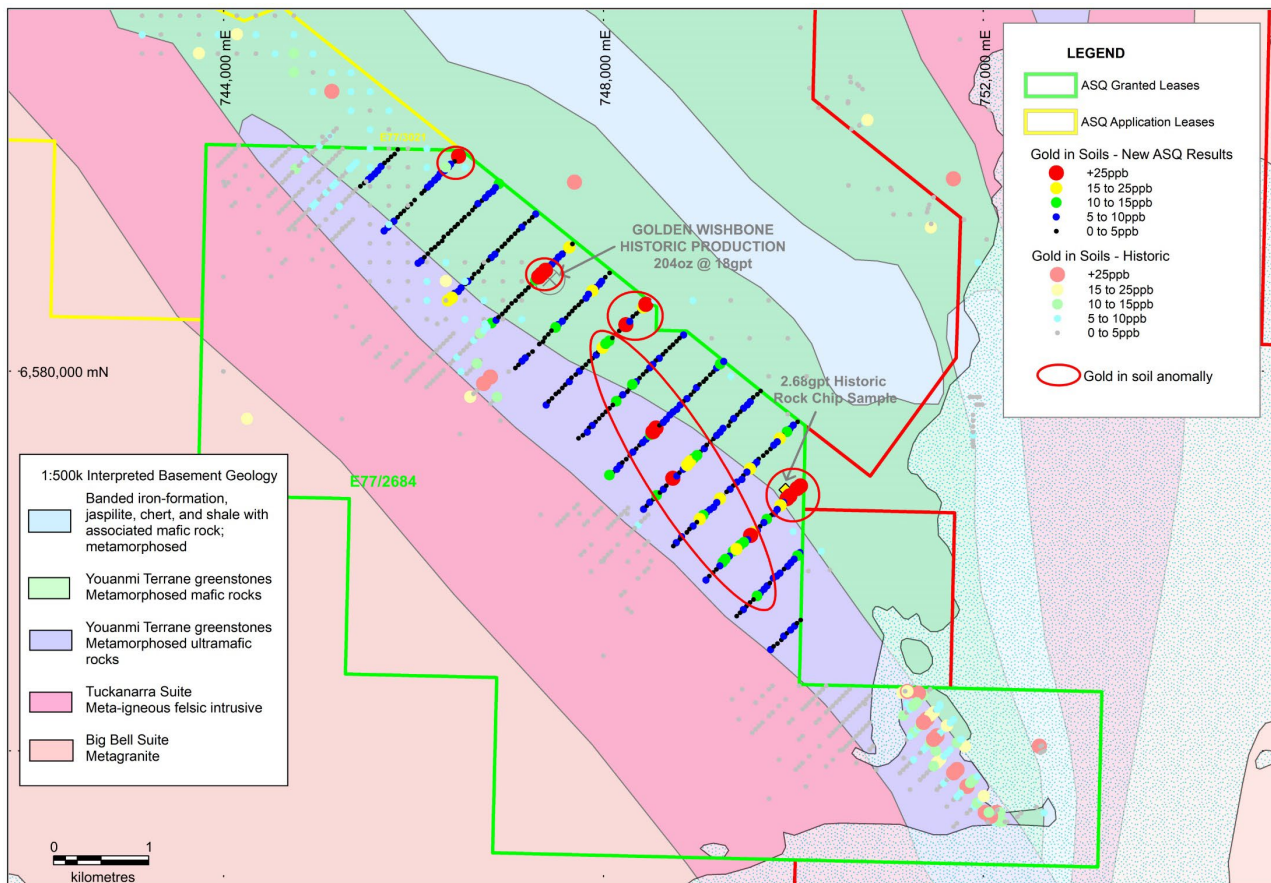 744,000 mE
748,000 mE
752,000 mE
LEGEND
ASQ Granted Leases
ASQ Application Leases
Gold in Soils - New ASQ Results
+25ppb
15 to 25ppb
10 to 15ppb
5 to 10ppb
0 to 5ppb
Gold in Soils - Historic
+25ppb
15 to 25ppb
10 to 15ppb
5 to 10ppb
0 to 5ppb
Gold in soil anomally
GOLDEN WISHBONE
HISTORIC PRODUCTION
204oz @ 18gpt
6,580,000 mN
2.68gpt Historic
Rock Chip Sample
E77/2684
1:500k Interpreted Basement Geology
Banded iron-formation,
jaspilite, chert, and shale with
associated mafic rock;
metamorphosed
Youanmi Terrane greenstones
Metamorphosed mafic rocks
Youanmi Terrane greenstones
Metamorphosed ultramafic
rocks
Tuckanarra Suite
Meta-igneous felsic intrusive
Big Bell Suite
Metagranite
0 1
kilometres